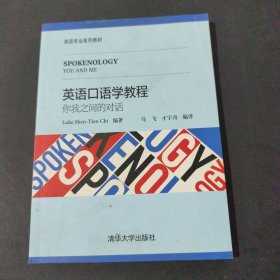 英语专业系列教材
SPOKENOLOGY
YOU AND ME
英语口语学教程
你我之间的对话
Luke Shen-Tien Chi 编著
马 飞 才宇舟 编译
SPOKENOLOGY
SPOKENOLOGY
清华大学出版社